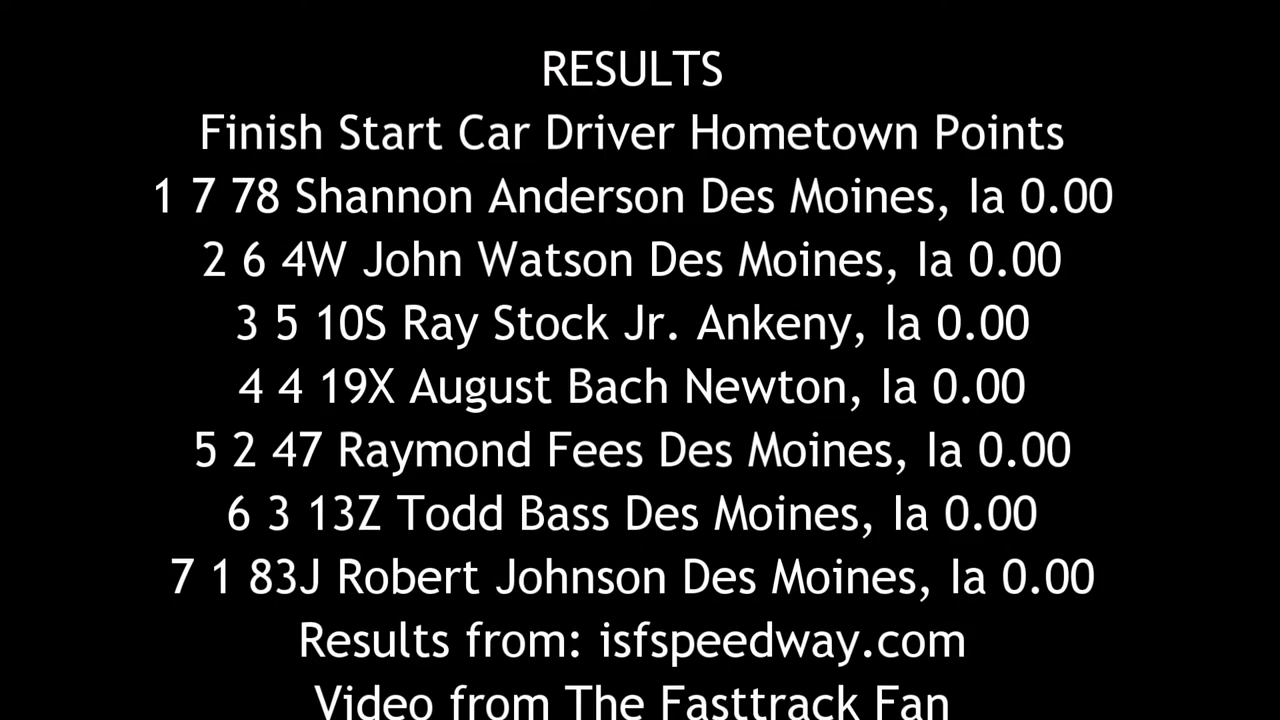 RESULTS
Finish Start Car Driver Hometown Points
1 7 78 Shannon Anderson Des Moines, Ia 0.00
2 6 4W John Watson Des Moines, Ia 0.00
3 5 10S Ray Stock Jr. Ankeny, Ia 0.00
4 4 19X August Bach Newton, Ia 0.00
5 2 47 Raymond Fees Des Moines, Ia 0.00
6 3 13Z Todd Bass Des Moines, Ia 0.00
7 1 83J Robert Johnson Des Moines, Ia 0.00
Results from: isfspeedway.com
Video from The Fasttrack Fan